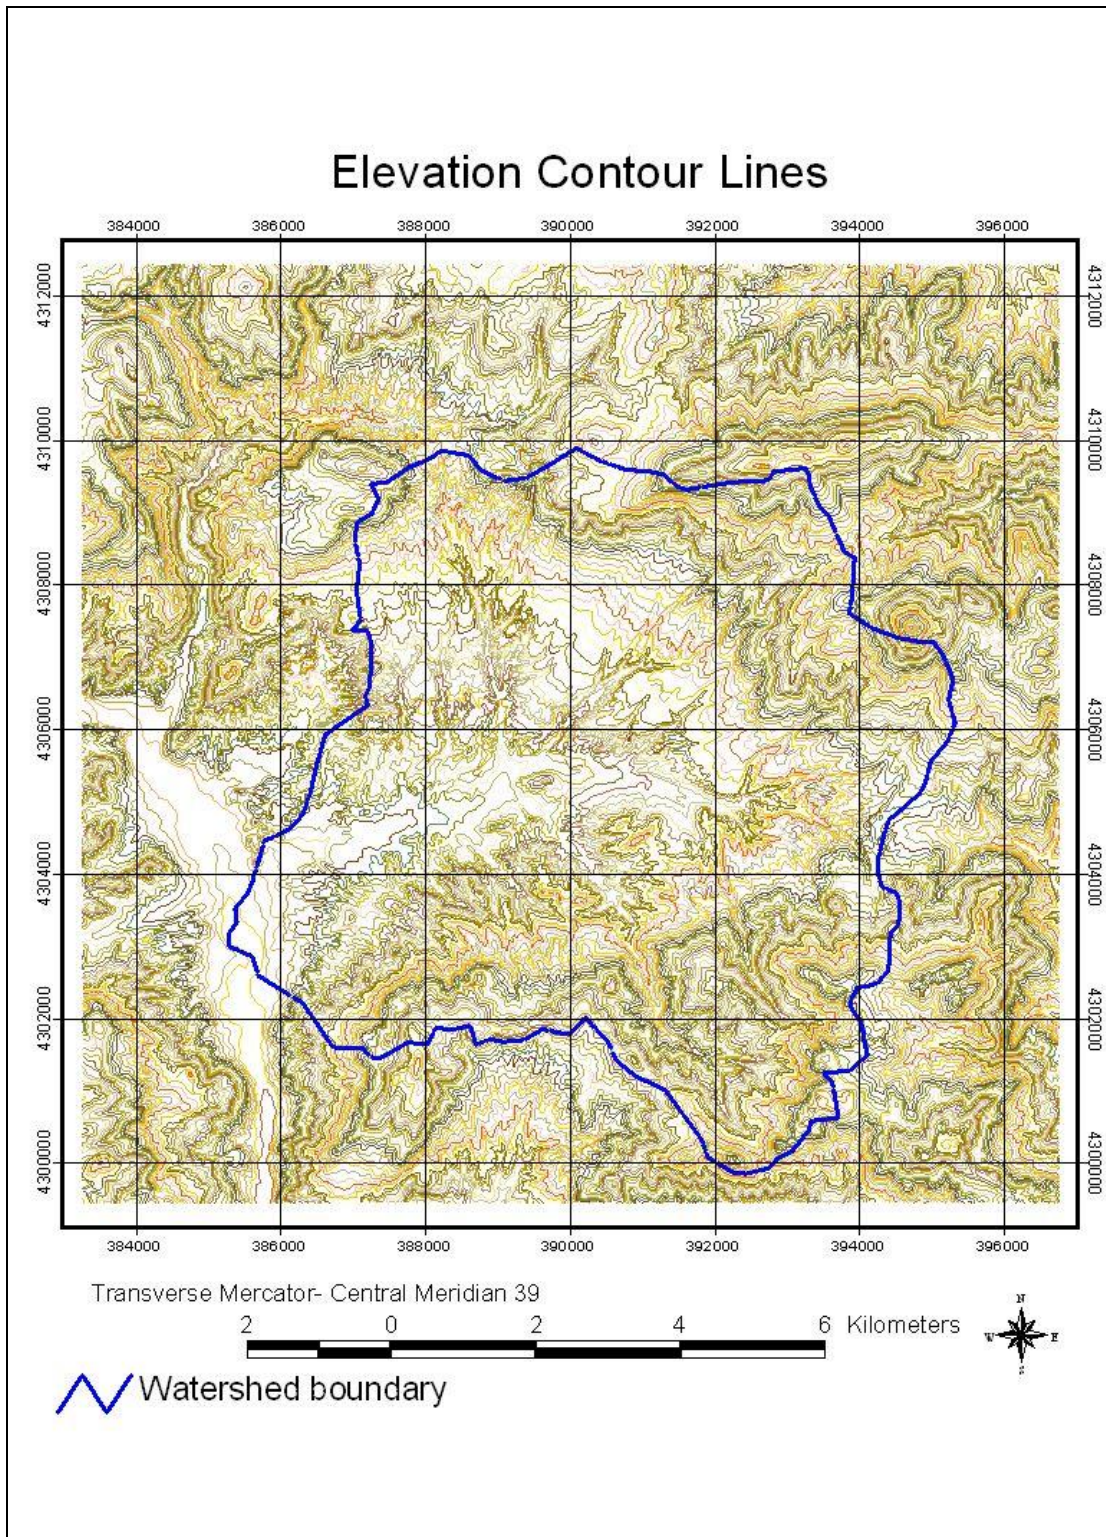 Elevation Contour Lines
384000 386000 388000 390000 392000 394000 396000
4312000 4312000
4310000 4310000
4308000 4308000
4306000 4306000
4304000 4304000
4302000 4302000
4300000 4300000
384000 386000 388000 390000 392000 394000 396000
Transverse Mercator- Central Meridian 39
2 0 2 4 6 Kilometers
N
W E
S
Watershed boundary